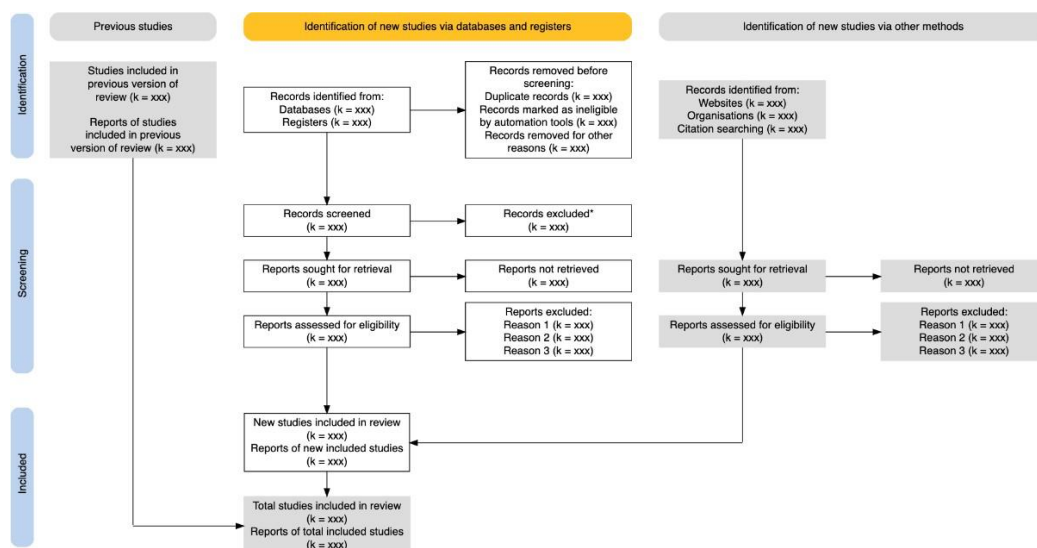 Previous studies
Identification of new studies via databases and registers
Identification of new studies via other methods
Identification
Studies included in
previous version of
review (k = xxx)
Reports of studies
included in previous
version of review (k = xxx)
Records identified from:
Databases (k = xxx)
Registers (k = xxx)
Records removed before
screening:
Duplicate records (k = xxx)
Records marked as ineligible
by automation tools (k = xxx)
Records removed for other
reasons (k = xxx)
Records identified from:
Websites (k = xxx)
Organisations (k = xxx)
Citation searching (k = xxx)
Screening
Records screened
(k = xxx)
Records excluded*
(k = xxx)
Reports sought for retrieval
(k = xxx)
Reports not retrieved
(k = xxx)
Reports sought for retrieval
(k = xxx)
Reports not retrieved
(k = xxx)
Reports assessed for eligibility
(k = xxx)
Reports excluded:
Reason 1 (k = xxx)
Reason 2 (k = xxx)
Reason 3 (k = xxx)
Reports assessed for eligibility
(k = xxx)
Reports excluded:
Reason 1 (k = xxx)
Reason 2 (k = xxx)
Reason 3 (k = xxx)
Included
New studies included in review
(k = xxx)
Reports of new included studies
(k = xxx)
Total studies included in review
(k = xxx)
Reports of total included studies
(k = xxx)